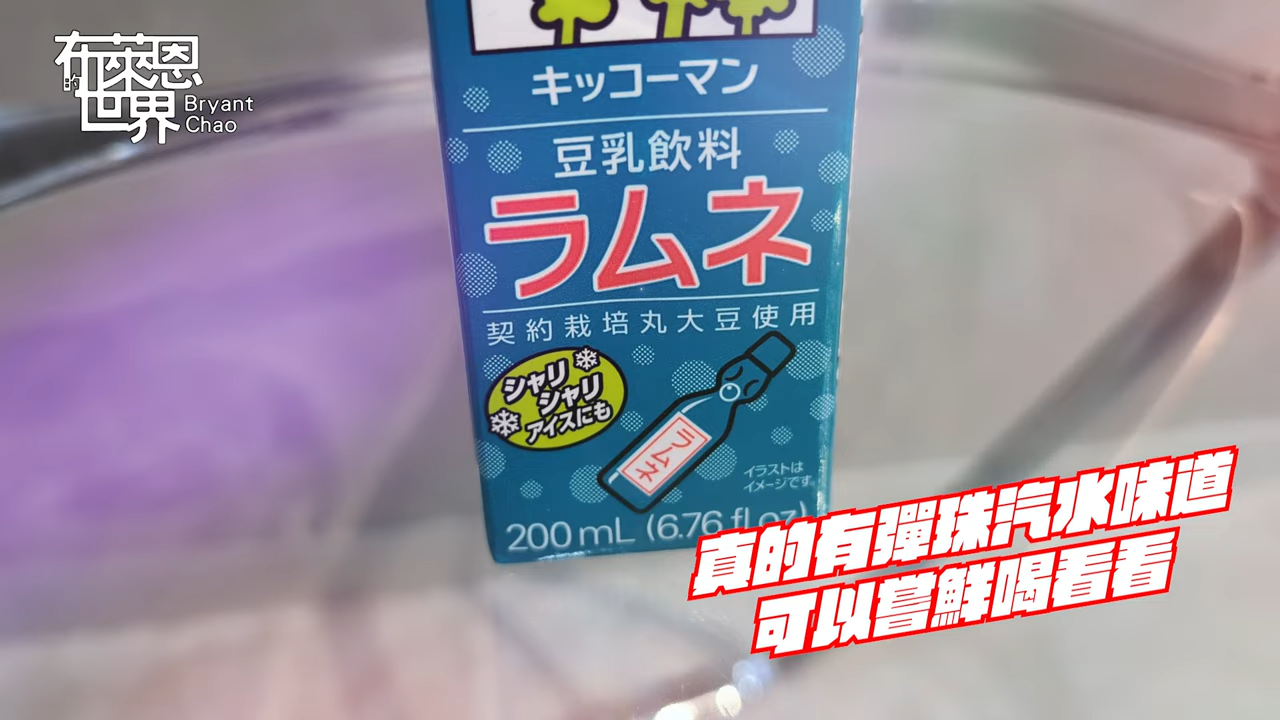 布萊恩
的
世界
Bryant
Chao
キッコーマン
豆乳飲料
ラムネ
契約栽培丸大豆使用
シャリ
シャリ
アイスにも
ラムネ
イラストは
イメージです。
200 mL (6.76 fl oz)
真的有彈珠汽水味道
可以嘗鮮喝看看